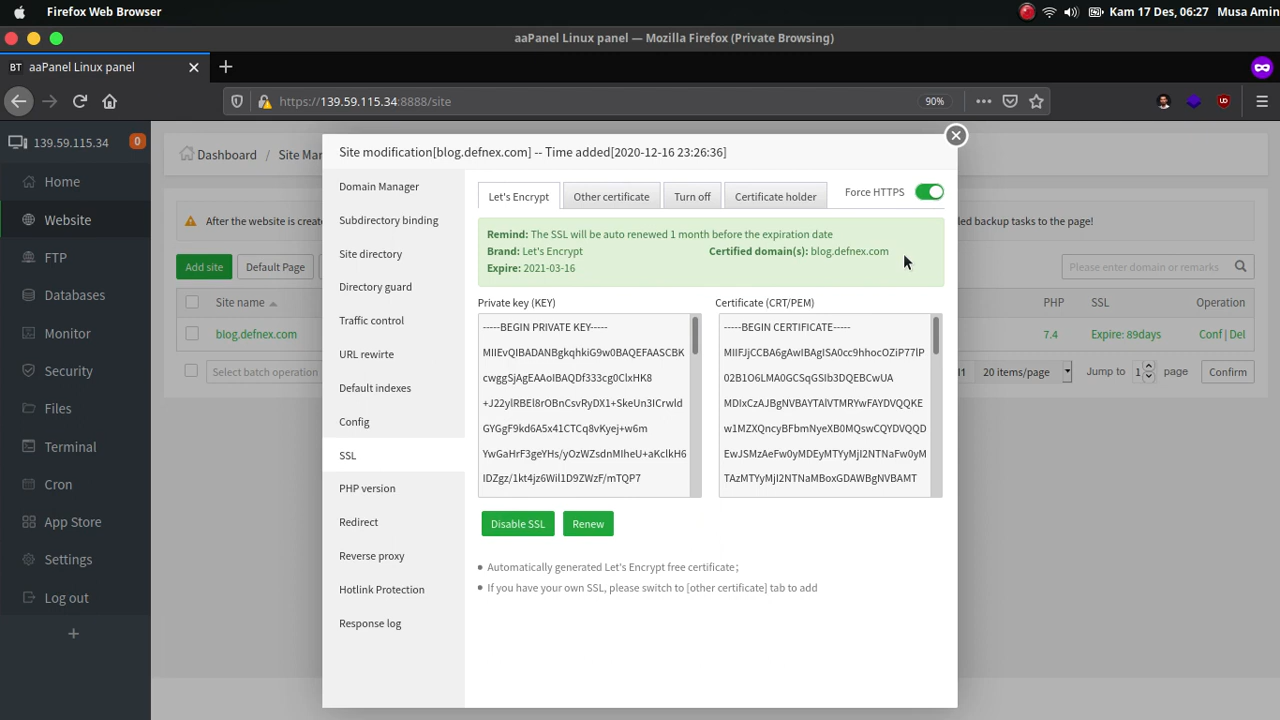 Firefox Web Browser
Kam 17 Des, 06:27 Musa Amin
aaPanel Linux panel — Mozilla Firefox (Private Browsing)
BT aaPanel Linux panel
https://139.59.115.34:8888/site
90%
139.59.115.34
0
Home
Website
FTP
Databases
Monitor
Security
Files
Terminal
Cron
App Store
Settings
Log out
Dashboard
Site Mar
After the website is create
led backup tasks to the page!
Add site
Default Page
Please enter domain or remarks
Site name
PHP
SSL
Operation
blog.defnex.com
7.4
Expire: 89days
Conf | Del
Select batch operation
20 items/page
Jump to
1
page
Confirm
Site modification[blog.defnex.com] -- Time added[2020-12-16 23:26:36]
Domain Manager
Subdirectory binding
Site directory
Directory guard
Traffic control
URL rewirte
Default indexes
Config
SSL
PHP version
Redirect
Reverse proxy
Hotlink Protection
Response log
Let's Encrypt
Other certificate
Turn off
Certificate holder
Force HTTPS
Remind: The SSL will be auto renewed 1 month before the expiration date
Brand: Let's Encrypt
Certified domain(s): blog.defnex.com
Expire: 2021-03-16
Private key (KEY)
-----BEGIN PRIVATE KEY-----
MIIEvQIBADANBgkqhkiG9w0BAQEFAASCBK
cwggSjAgEAAoIBAQDf333cg0ClxHK8
+J22ylRBEl8rOBnCsvRyDX1+SkeUn3ICrwld
GYGgF9kd6A5x41CTCq8vKyej+w6m
YwGaHrF3geYHs/yOzWZsdnMIheU+aKclkH6
IDZgz/1kt4jz6Wil1D9ZWzF/mTQP7
Certificate (CRT/PEM)
-----BEGIN CERTIFICATE-----
MIIFJjCCBA6gAwIBAgISA0cc9hhocOZiP77lP
02B1O6LMA0GCSqGSIb3DQEBCwUA
MDIxCzAJBgNVBAYTAlVTMRYwFAYDVQQKE
w1MZXQncyBFbmNyeXB0MQswCQYDVQQD
EwJSMzAeFw0yMDEyMTYyMjI2NTNaFw0yM
TAzMTYyMjI2NTNaMBoxGDAWBgNVBAMT
Disable SSL
Renew
Automatically generated Let's Encrypt free certificate；
If you have your own SSL, please switch to [other certificate] tab to add